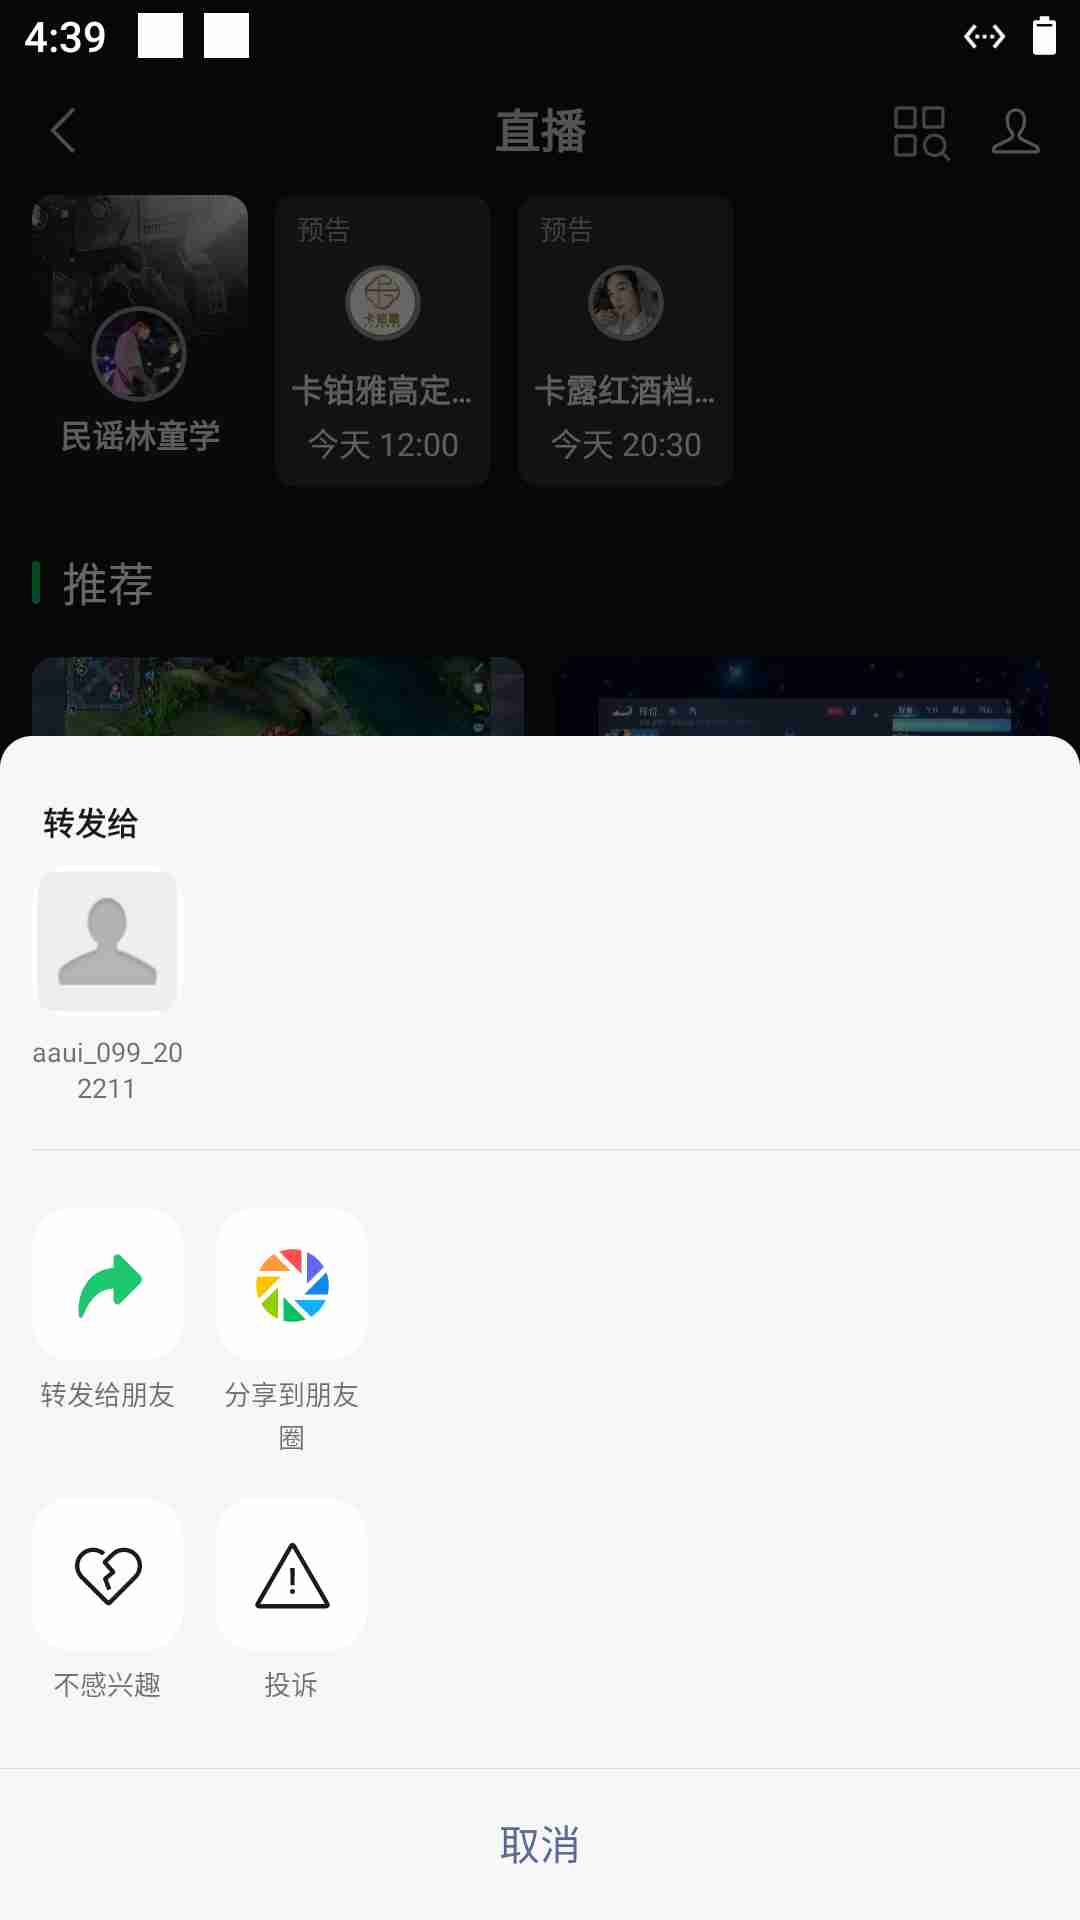 4:39
直播
预告
预告
卡铂雅高定...
卡露红酒档...
民谣林童学
今天 12:00
今天 20:30
推荐
转发给
aaui_099_20
2211
转发给朋友
分享到朋友
圈
不感兴趣
投诉
取消